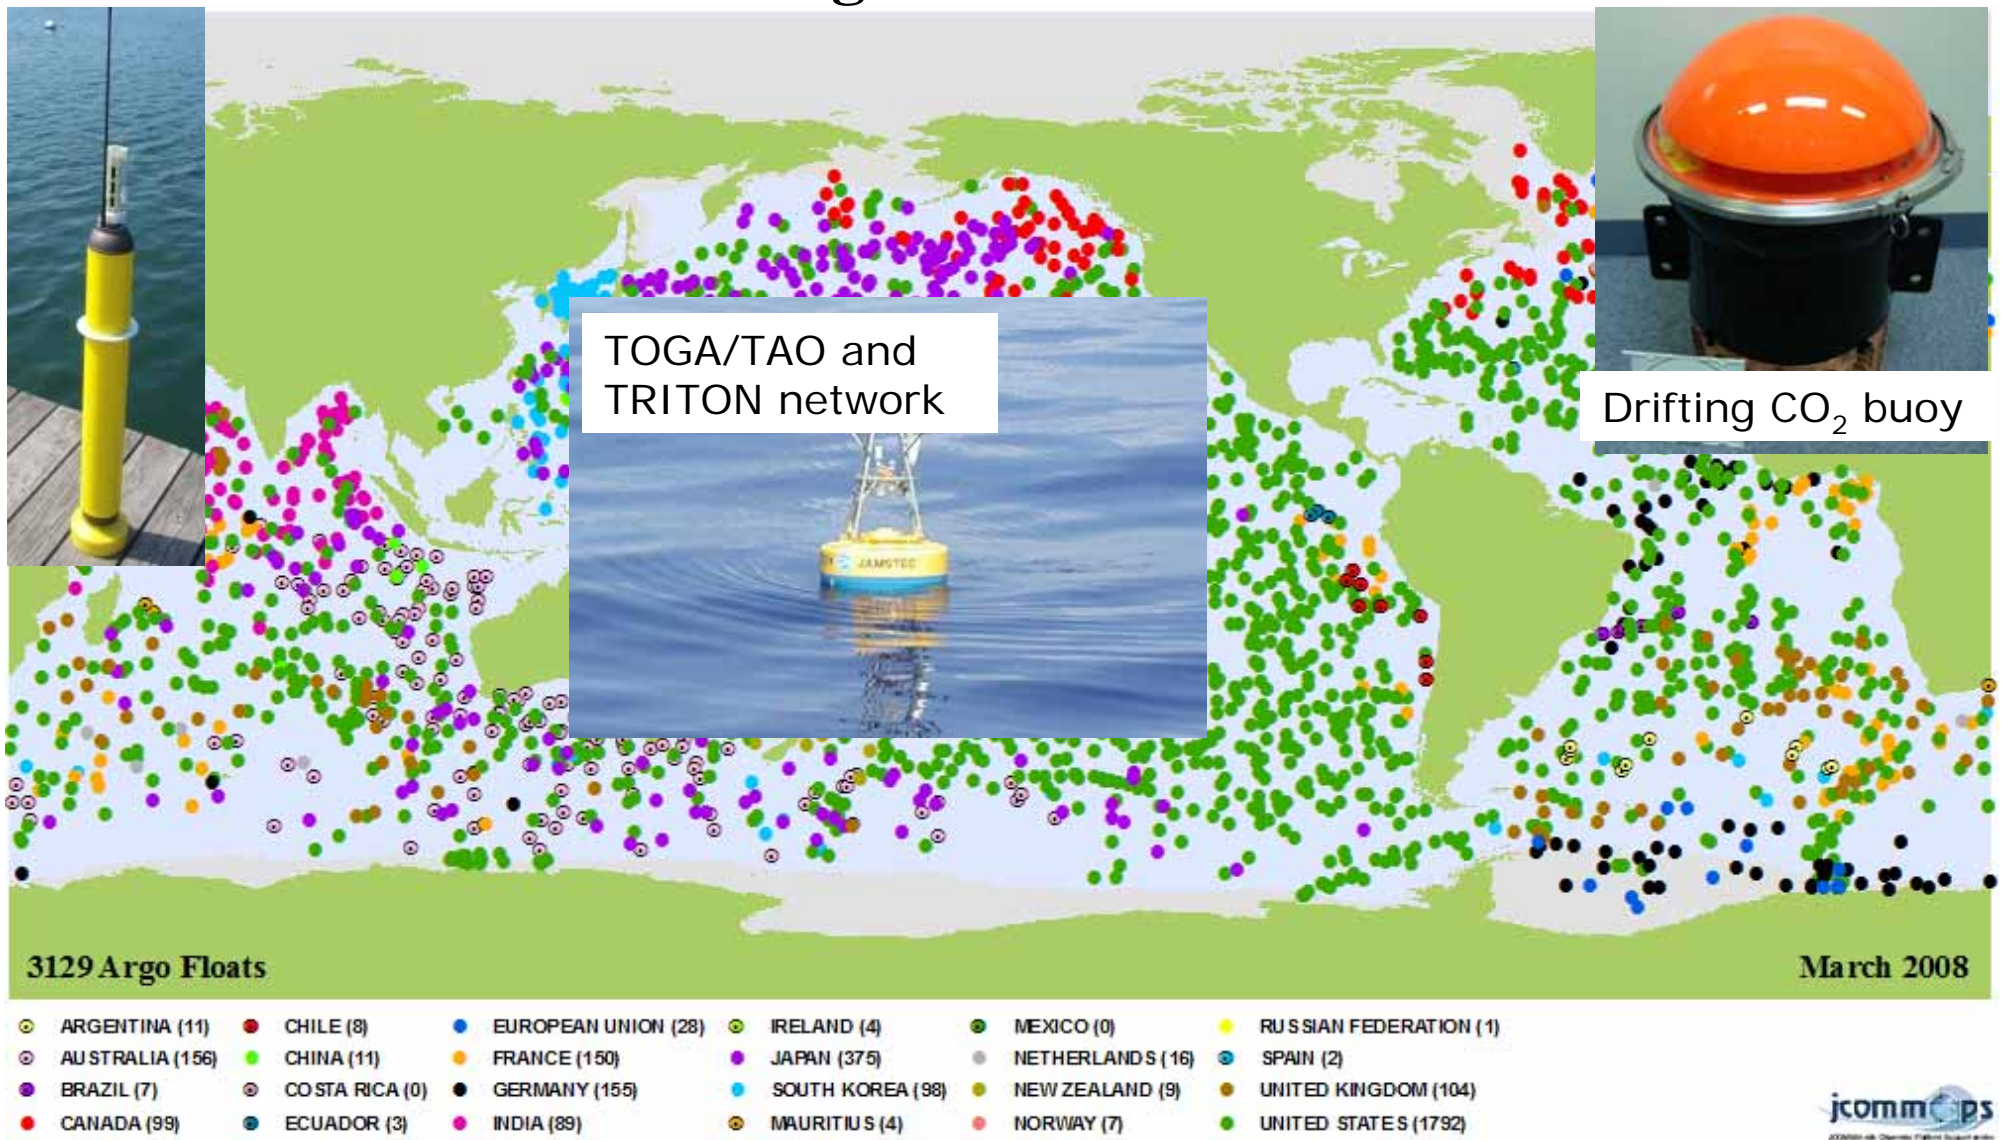 TOGA/TAO and
TRITON network
Drifting CO₂ buoy
JAMSTEC
3129 Argo Floats
March 2008
ARGENTINA (11)
AUSTRALIA (156)
BRAZIL (7)
CANADA (99)
CHILE (8)
CHINA (11)
COSTA RICA (0)
ECUADOR (3)
EUROPEAN UNION (28)
FRANCE (150)
GERMANY (155)
INDIA (89)
IRELAND (4)
JAPAN (375)
SOUTH KOREA (98)
MAURITIUS (4)
MEXICO (0)
NETHERLANDS (16)
NEW ZEALAND (9)
NORWAY (7)
RUSSIAN FEDERATION (1)
SPAIN (2)
UNITED KINGDOM (104)
UNITED STATES (1792)
jcommops